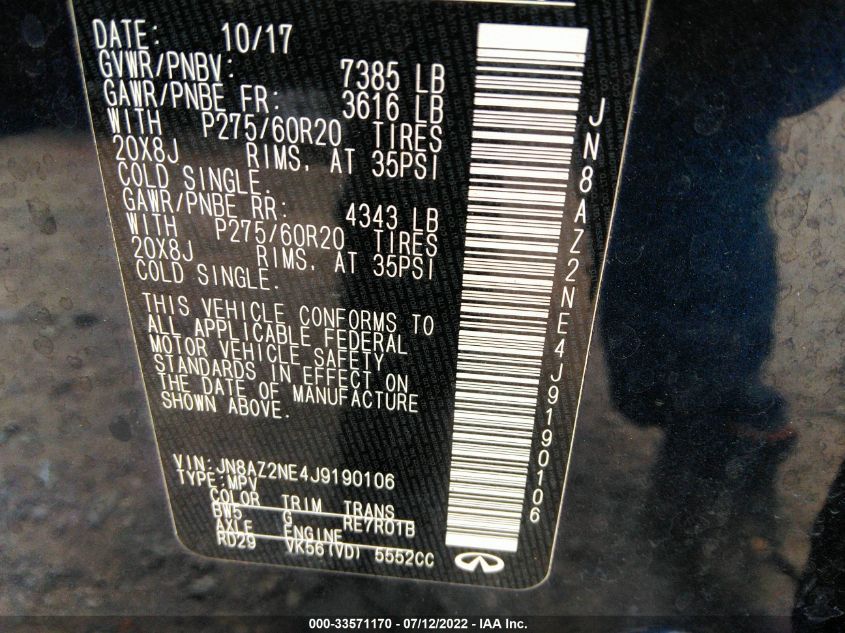 DATE: 10/17
GVWR/PNBV: 7385 LB
GAWR/PNBE FR: 3616 LB
WITH P275/60R20 TIRES
20X8J RIMS, AT 35PSI
COLD SINGLE.
GAWR/PNBE RR: 4343 LB
WITH P275/60R20 TIRES
20X8J RIMS, AT 35PSI
COLD SINGLE.
THIS VEHICLE CONFORMS TO
ALL APPLICABLE FEDERAL
MOTOR VEHICLE SAFETY
STANDARDS IN EFFECT ON
THE DATE OF MANUFACTURE
SHOWN ABOVE.
VIN:JN8AZ2NE4J9190106
TYPE:MPV
COLOR TRIM TRANS
BW5 G RE7R01B
AXLE ENGINE
RD29 VK56(VD) 5552CC
JN8AZ2NE4J9190106
000-33571170 - 07/12/2022 - IAA Inc.